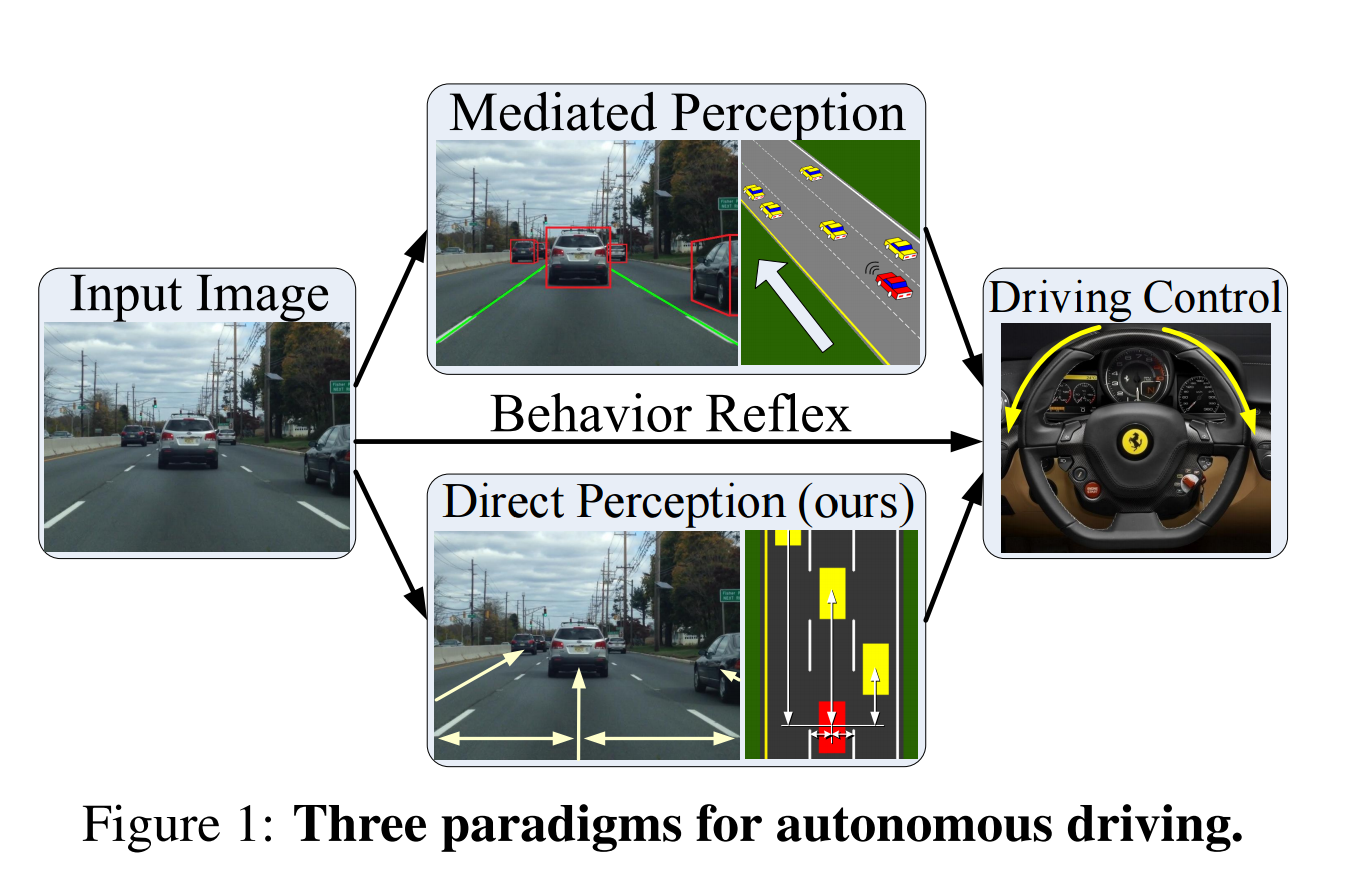 Mediated Perception
Input Image
Driving Control
Behavior Reflex
Direct Perception (ours)
Figure 1: Three paradigms for autonomous driving.